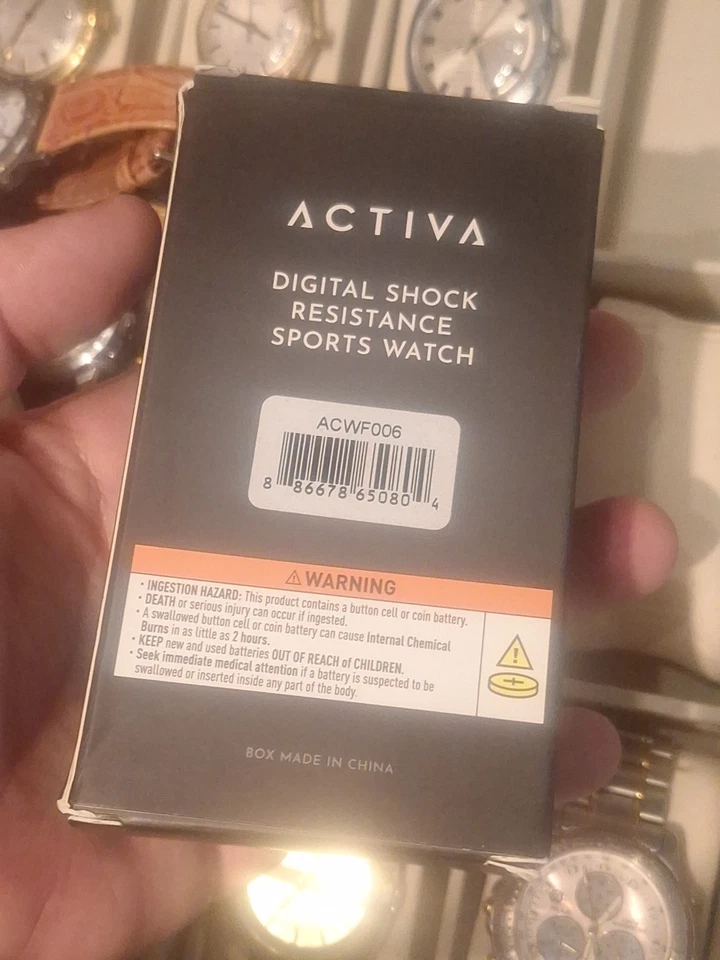 ACTIVA
DIGITAL SHOCK
RESISTANCE
SPORTS WATCH
ACWF006
8 86678 65080 4
⚠ WARNING
• INGESTION HAZARD: This product contains a button cell or coin battery.
• DEATH or serious injury can occur if ingested.
• A swallowed button cell or coin battery can cause Internal Chemical
Burns in as little as 2 hours.
• KEEP new and used batteries OUT OF REACH of CHILDREN.
• Seek immediate medical attention if a battery is suspected to be
swallowed or inserted inside any part of the body.
BOX MADE IN CHINA